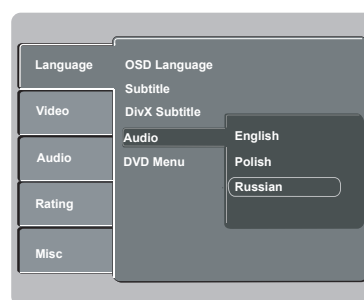 Language
Video
Audio
Rating
Misc
OSD Language
Subtitle
DivX Subtitle
Audio
DVD Menu
English
Polish
Russian